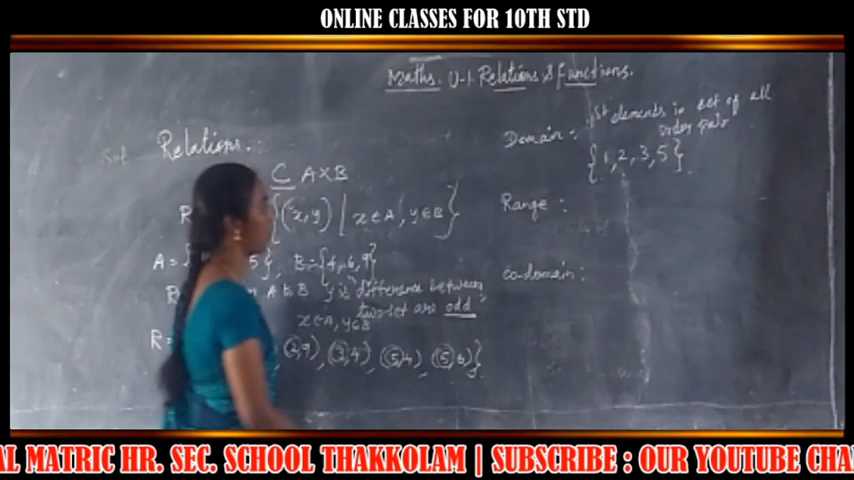 ONLINE CLASSES FOR 10TH STD
Maths. U-1. Relations & functions.
Relations :
C A×B
R {(x,y) | x∈A, y∈B}
A={ 5}, B={4,6,9}
R A to B is difference between
two set are odd
x∈A, y∈B
R= (2,9), (3,4), (5,4), (5,6)}
Domain : 1st elements in set of all
order pair
{1,2,3,5}.
Range :
co-domain :
AL MATRIC HR. SEC. SCHOOL THAKKOLAM | SUBSCRIBE : OUR YOUTUBE CHA